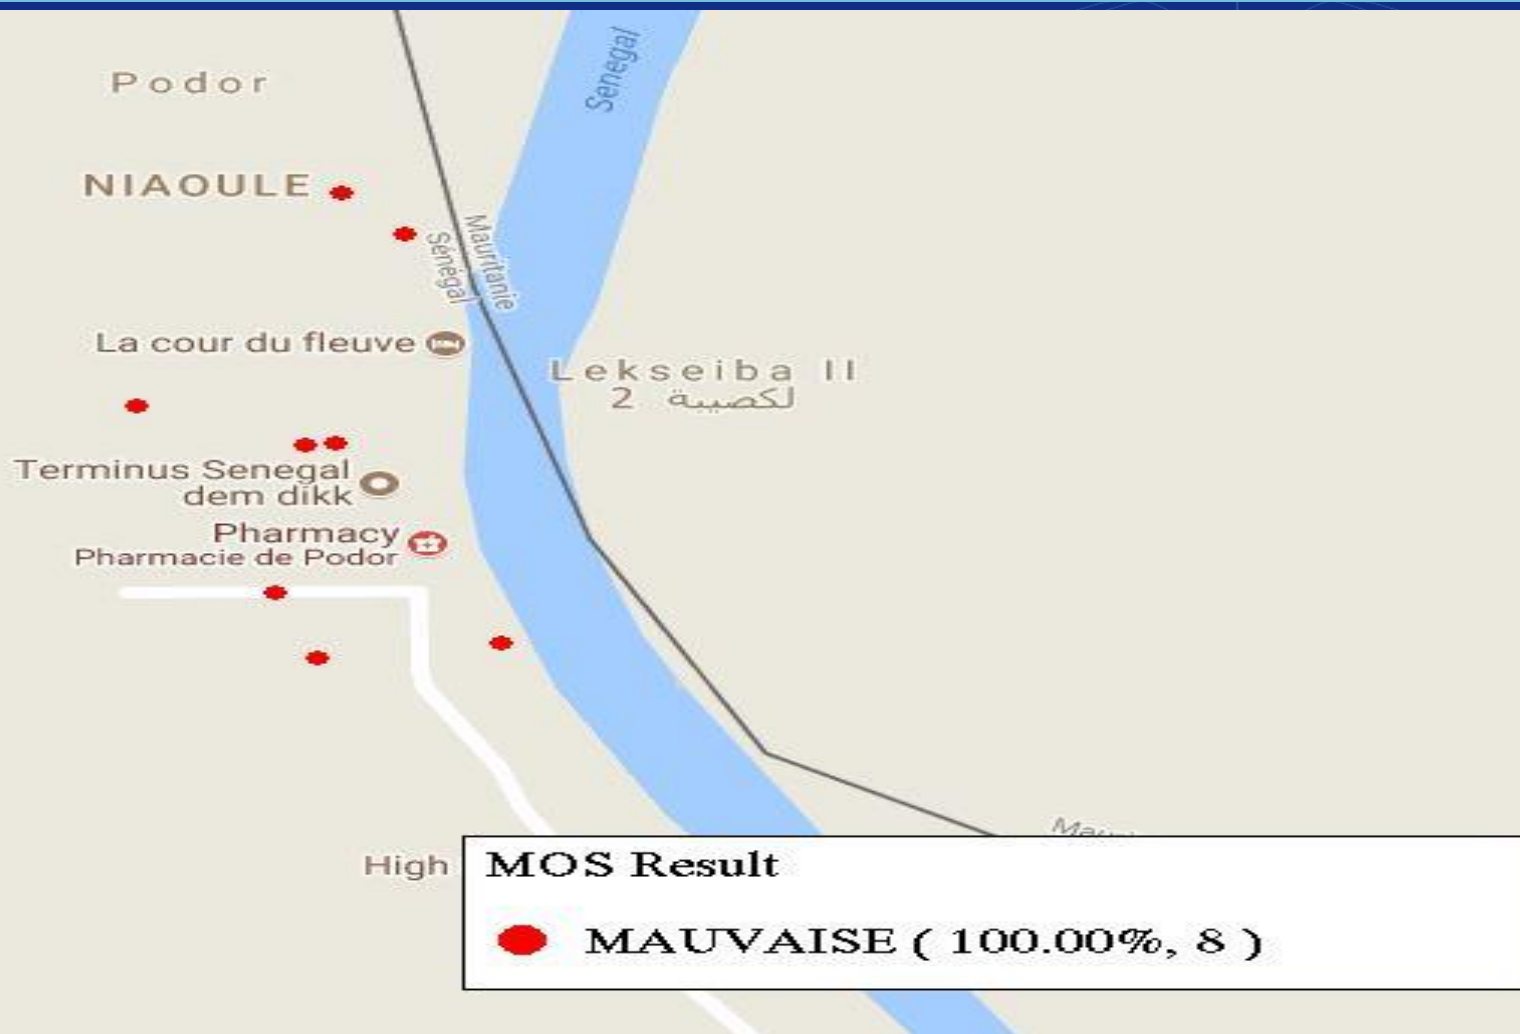 Senegal
Podor
NIAOULE
Mauritanie
Sénégal
La cour du fleuve
Lekseiba II
لكصيبة 2
Terminus Senegal
dem dikk
Pharmacy
Pharmacie de Podor
High
MOS Result
MAUVAISE ( 100.00%, 8 )